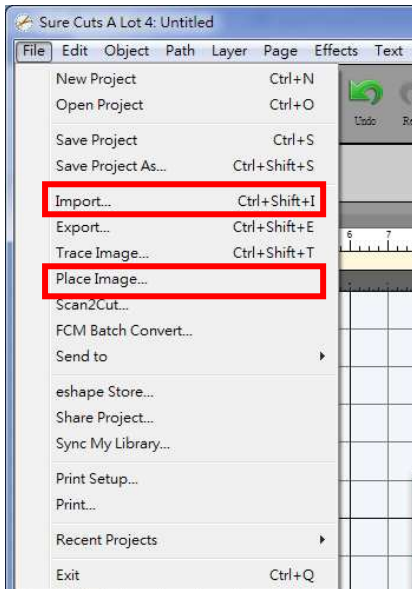 Sure Cuts A Lot 4: Untitled
File Edit Object Path Layer Page Effects Text
New Project Ctrl+N
Open Project Ctrl+O
Undo
Save Project Ctrl+S
Save Project As... Ctrl+Shift+S
Import... Ctrl+Shift+I
Export... Ctrl+Shift+E
6 7
Trace Image... Ctrl+Shift+T
Place Image...
Scan2Cut...
FCM Batch Convert...
Send to
eshape Store...
Share Project...
Sync My Library...
Print Setup...
Print...
Recent Projects
Exit Ctrl+Q